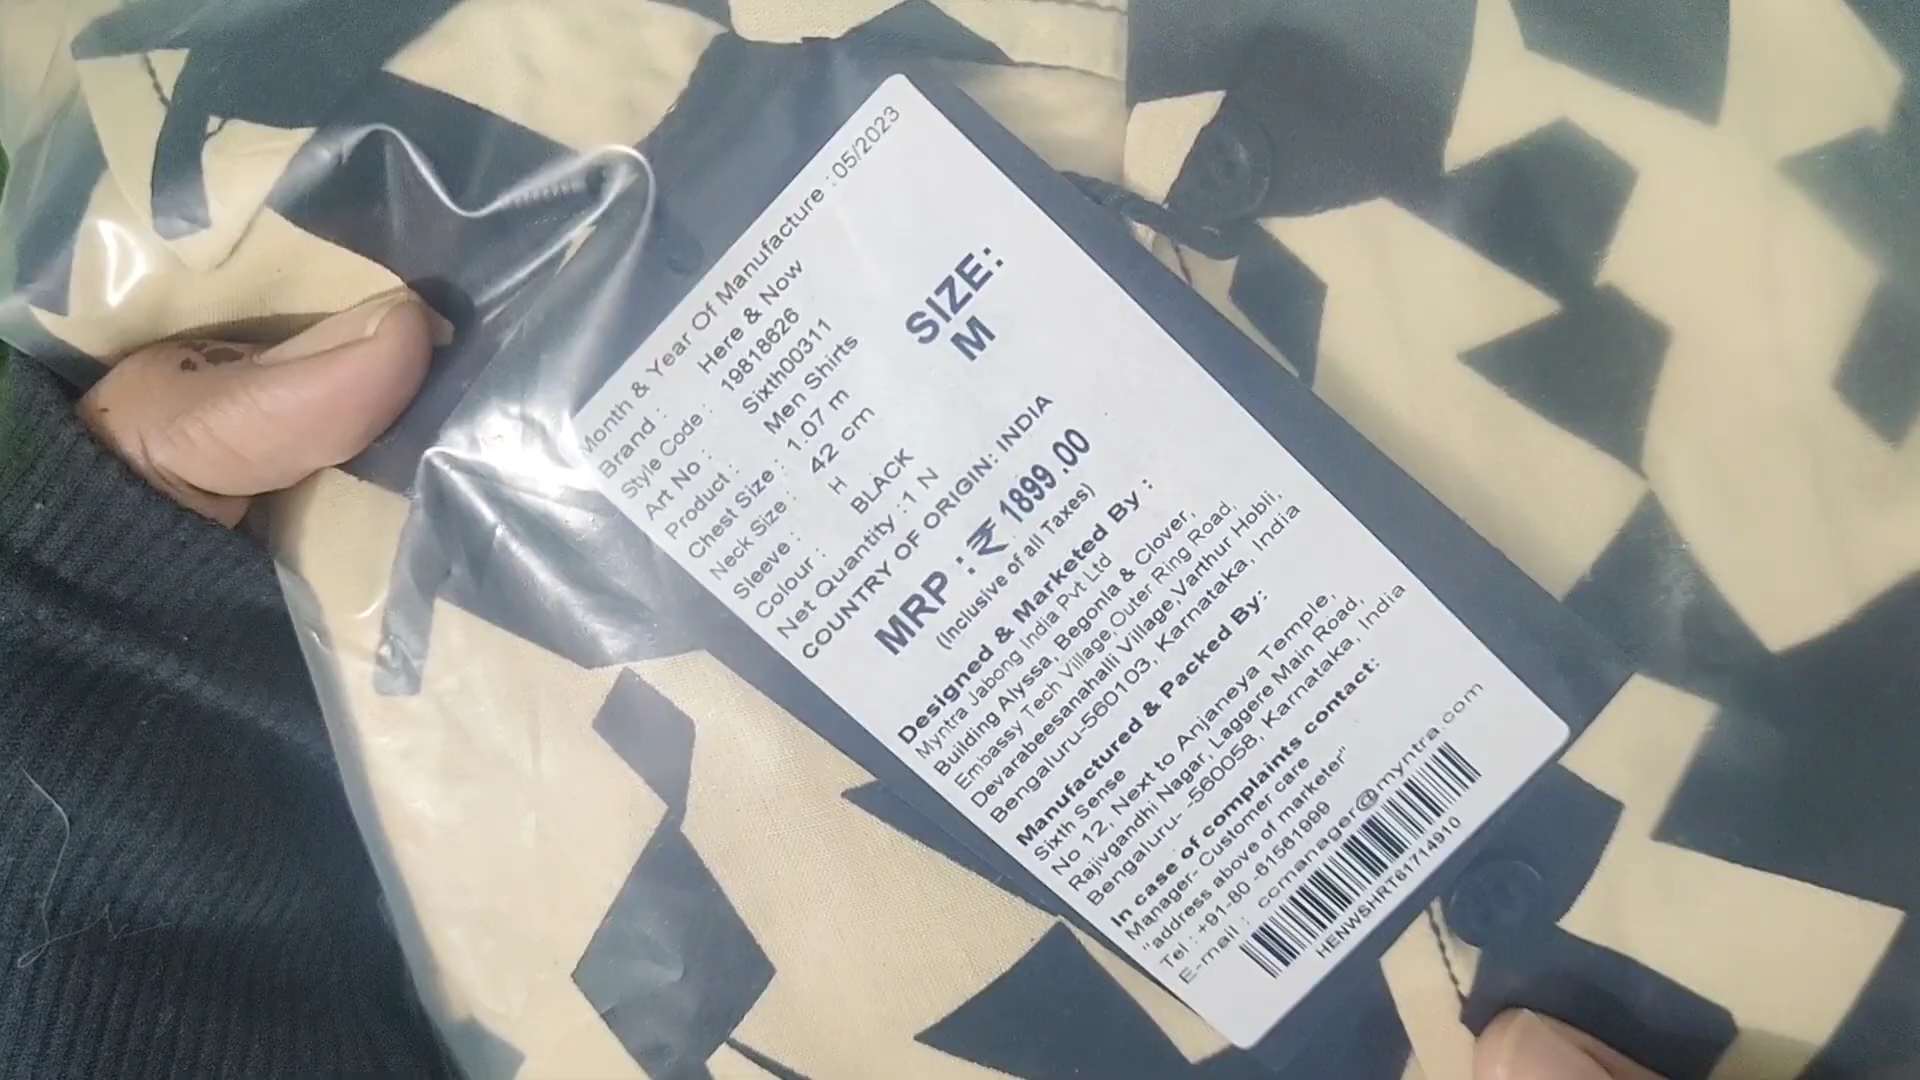 Month & Year Of Manufacture : 05/2023
Brand : Here & Now
Style Code : 19818626
Art No : Sixth00311
Product : Men Shirts
Chest Size : 1.07 m
Neck Size : 42 cm
Sleeve : H
Colour : BLACK
Net Quantity : 1 N
COUNTRY OF ORIGIN: INDIA
SIZE:
M
MRP : ₹ 1899.00
(Inclusive of all Taxes)
Designed & Marketed By :
Myntra Jabong India Pvt Ltd
Building Alyssa, Begonia & Clover,
Embassy Tech Village, Outer Ring Road,
Devarabeesanahalli Village, Varthur Hobli,
Bengaluru-560103, Karnataka, India
Manufactured & Packed By:
Sixth Sense
No 12, Next to Anjaneya Temple,
Rajivgandhi Nagar, Laggere Main Road,
Bengaluru- -560058, Karnataka, India
In case of complaints contact:
Manager- Customer care
"address above of marketer"
Tel : +91-80 -61561999
E-mail : ccmanager@myntra.com
HENWSHRT61714910